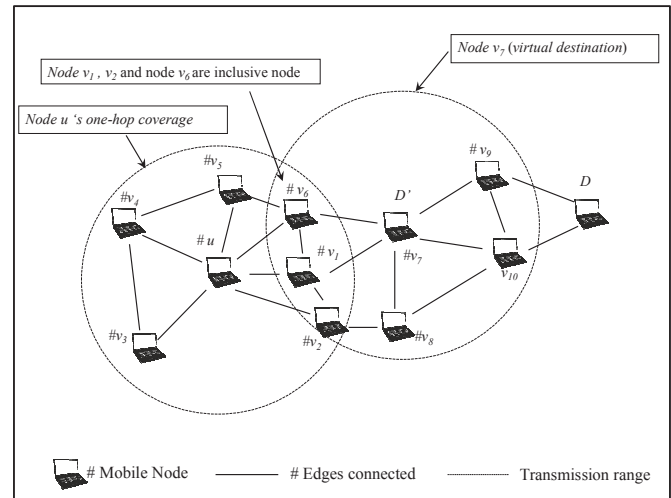 Node v7 (virtual destination)
Node v1 , v2 and node v6 are inclusive node
Node u 's one-hop coverage
# v9
#v5
D
#v4
# v6
D'
# u
# v1
#v7
v10
#v3
#v2
#v8
# Mobile Node
# Edges connected
Transmission range